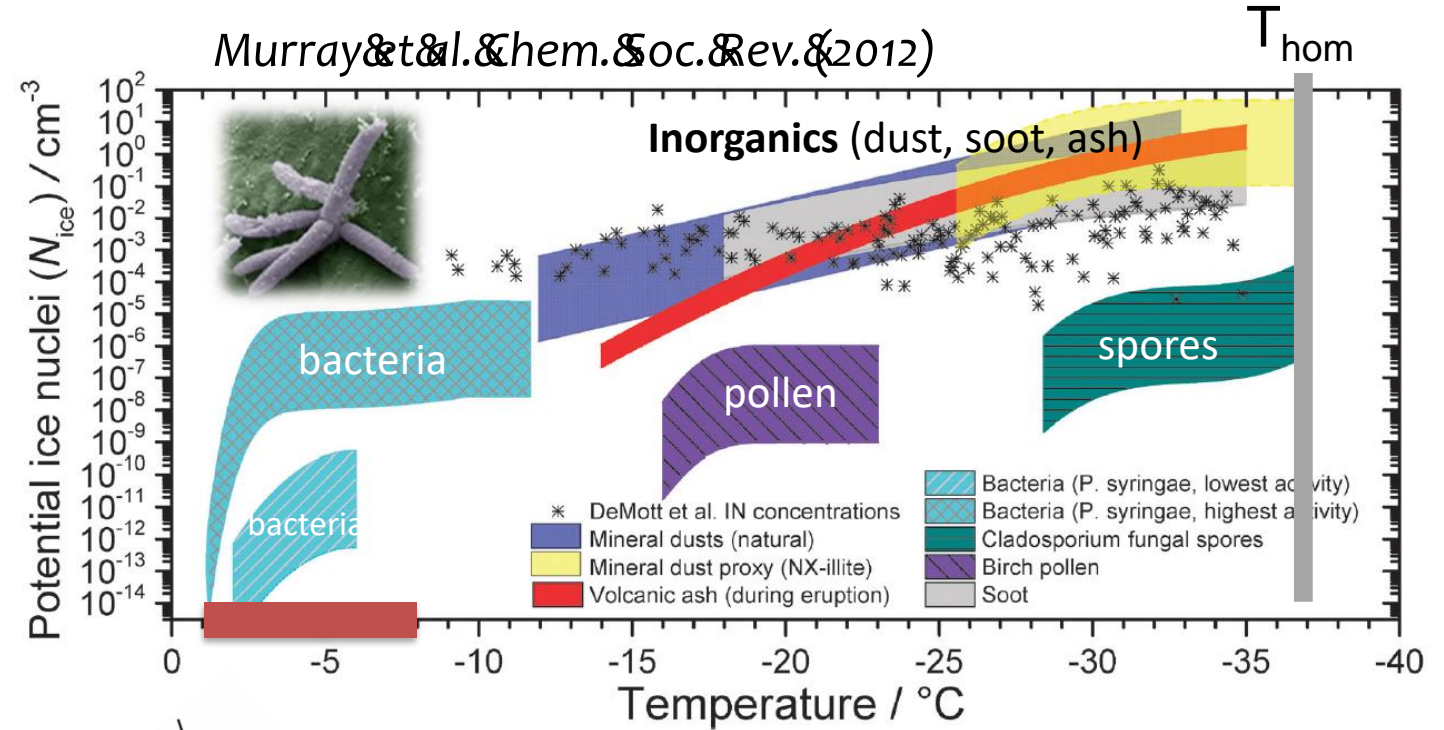 Murray&et&al.&Chem.&Soc.&Rev.&(2012)
T_hom
Potential ice nuclei (N_ice) / cm^-3
10^2
10^1
10^0
10^-1
10^-2
10^-3
10^-4
10^-5
10^-6
10^-7
10^-8
10^-9
10^-10
10^-11
10^-12
10^-13
10^-14
Inorganics (dust, soot, ash)
bacteria
spores
pollen
bacteria
DeMott et al. IN concentrations
Mineral dusts (natural)
Mineral dust proxy (NX-illite)
Volcanic ash (during eruption)
Bacteria (P. syringae, lowest activity)
Bacteria (P. syringae, highest activity)
Cladosporium fungal spores
Birch pollen
Soot
0 -5 -10 -15 -20 -25 -30 -35 -40
Temperature / °C